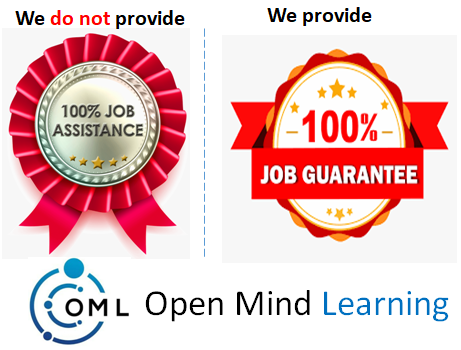 We do not provide
100% JOB
ASSISTANCE
We provide
100%
JOB GUARANTEE
OML Open Mind Learning